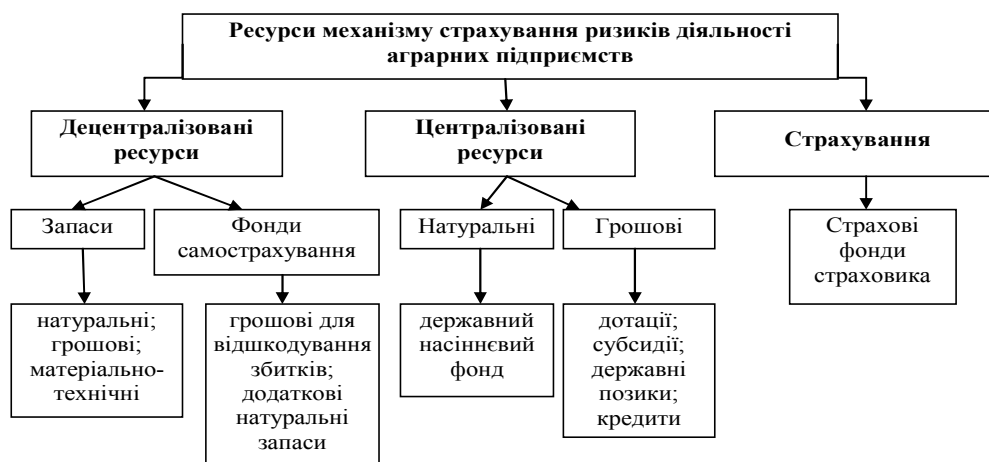 Ресурси механізму страхування ризиків діяльності
аграрних підприємств
Децентралізовані
ресурси
Централізовані
ресурси
Страхування
Запаси
Фонди
самострахування
Натуральні
Грошові
Страхові
фонди
страховика
натуральні;
грошові;
матеріально-
технічні
грошові для
відшкодування
збитків;
додаткові
натуральні
запаси
державний
насіннєвий
фонд
дотації;
субсидії;
державні
позики;
кредити